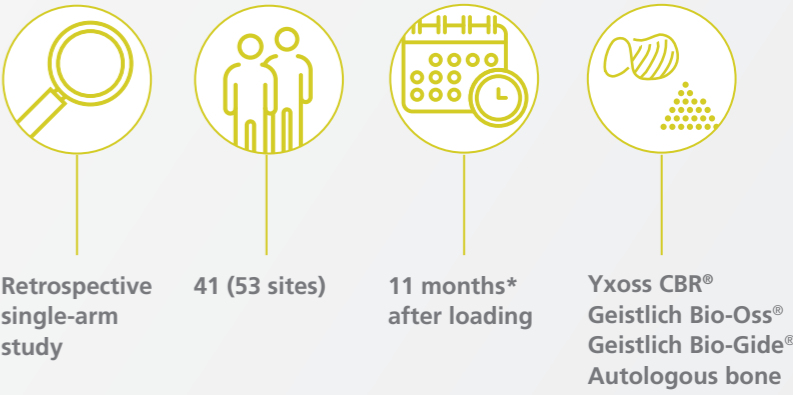 Retrospective
single-arm
study
41 (53 sites)
11 months*
after loading
Yxoss CBR®
Geistlich Bio-Oss®
Geistlich Bio-Gide®
Autologous bone